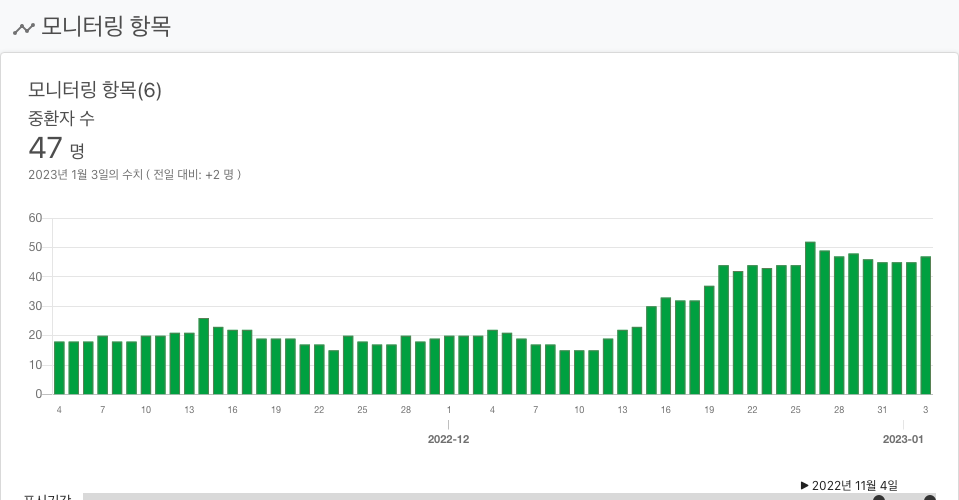 모니터링 항목
모니터링 항목(6)
중환자 수
47 명
2023년 1월 3일의 수치 ( 전일 대비: +2 명 )
60
50
40
30
20
10
0
4 7 10 13 16 19 22 25 28 1 4 7 10 13 16 19 22 25 28 31 3
2022-12 2023-01
▶ 2022년 11월 4일
표시기간